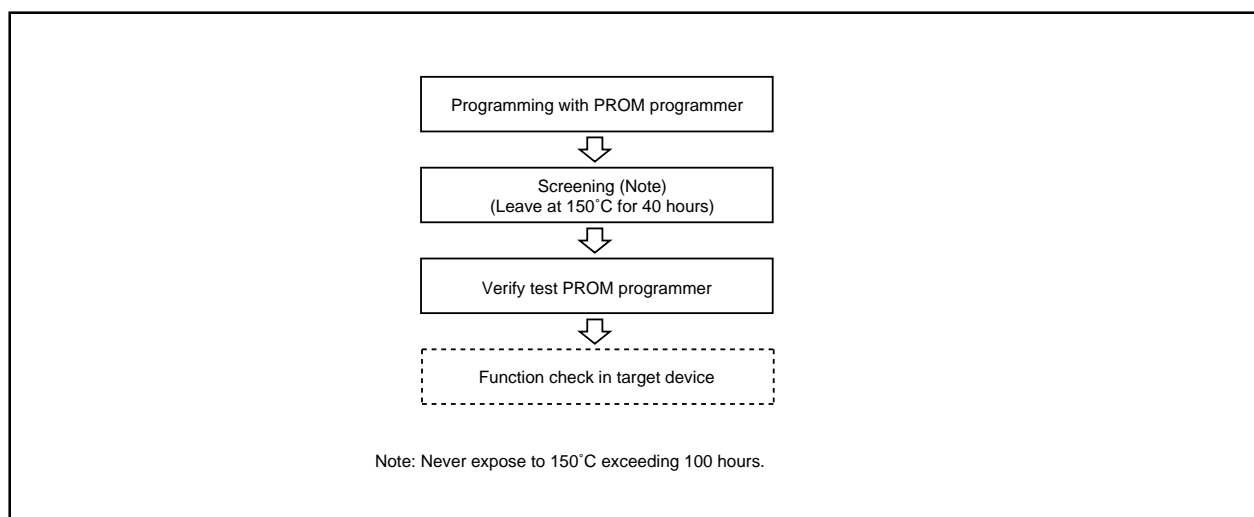 Programming with PROM programmer
Screening (Note)
(Leave at 150˚C for 40 hours)
Verify test PROM programmer
Function check in target device
Note: Never expose to 150˚C exceeding 100 hours.